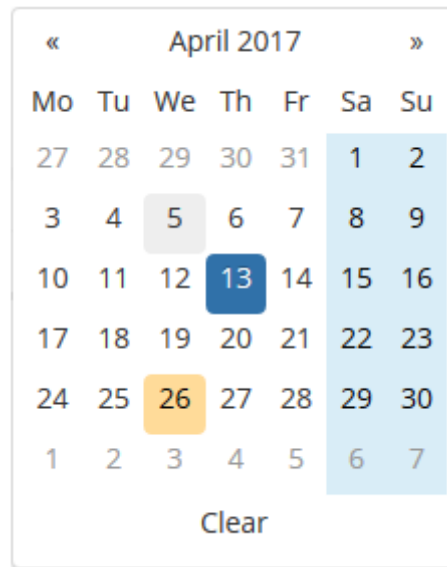 « April 2017 »
Mo Tu We Th Fr Sa Su
27 28 29 30 31 1 2
3 4 5 6 7 8 9
10 11 12 13 14 15 16
17 18 19 20 21 22 23
24 25 26 27 28 29 30
1 2 3 4 5 6 7
Clear